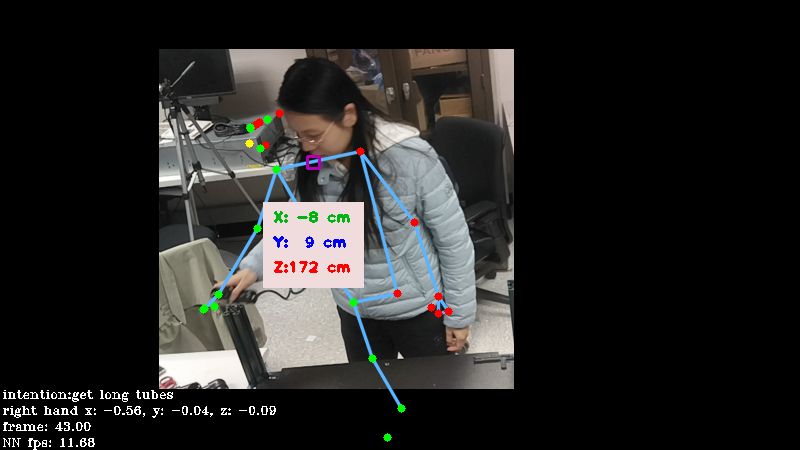 PANC
X: -8 cm
Y: 9 cm
Z:172 cm
intention:get long tubes
right hand x: -0.56, y: -0.04, z: -0.09
frame: 43.00
NN fps: 11.68